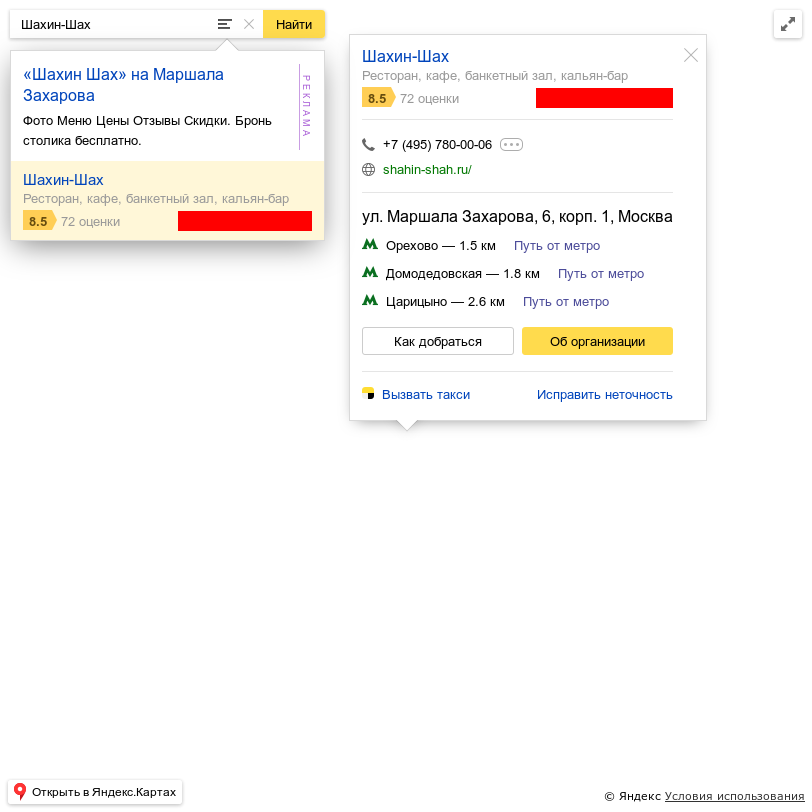 Шахин-Шах
Найти
«Шахин Шах» на Маршала
Захарова
Фото Меню Цены Отзывы Скидки. Бронь
столика бесплатно.
РЕКЛАМА
Шахин-Шах
Ресторан, кафе, банкетный зал, кальян-бар
8.5 72 оценки
Шахин-Шах
Ресторан, кафе, банкетный зал, кальян-бар
8.5 72 оценки
+7 (495) 780-00-06
shahin-shah.ru/
ул. Маршала Захарова, 6, корп. 1, Москва
Орехово — 1.5 км Путь от метро
Домодедовская — 1.8 км Путь от метро
Царицыно — 2.6 км Путь от метро
Как добраться Об организации
Вызвать такси Исправить неточность
Открыть в Яндекс.Картах
© Яндекс Условия использования